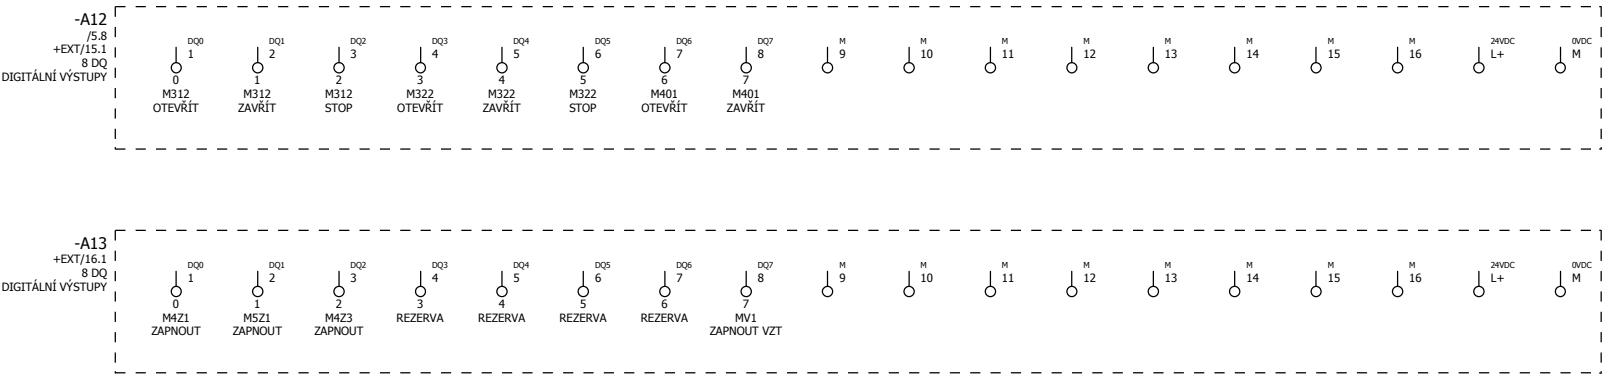 -A12
/5.8
+EXT/15.1
8 DQ
DIGITÁLNÍ VÝSTUPY
DQ0 DQ1 DQ2 DQ3 DQ4 DQ5 DQ6 DQ7 M M M M M M M M 24VDC 0VDC
1 2 3 4 5 6 7 8 9 10 11 12 13 14 15 16 L+ M
0 1 2 3 4 5 6 7
M312 M312 M312 M322 M322 M322 M401 M401
OTEVŘÍT ZAVŘÍT STOP OTEVŘÍT ZAVŘÍT STOP OTEVŘÍT ZAVŘÍT
-A13
+EXT/16.1
8 DQ
DIGITÁLNÍ VÝSTUPY
DQ0 DQ1 DQ2 DQ3 DQ4 DQ5 DQ6 DQ7 M M M M M M M M 24VDC 0VDC
1 2 3 4 5 6 7 8 9 10 11 12 13 14 15 16 L+ M
0 1 2 3 4 5 6 7
M4Z1 M5Z1 M4Z3 REZERVA REZERVA REZERVA REZERVA MV1
ZAPNOUT ZAPNOUT ZAPNOUT ZAPNOUT VZT